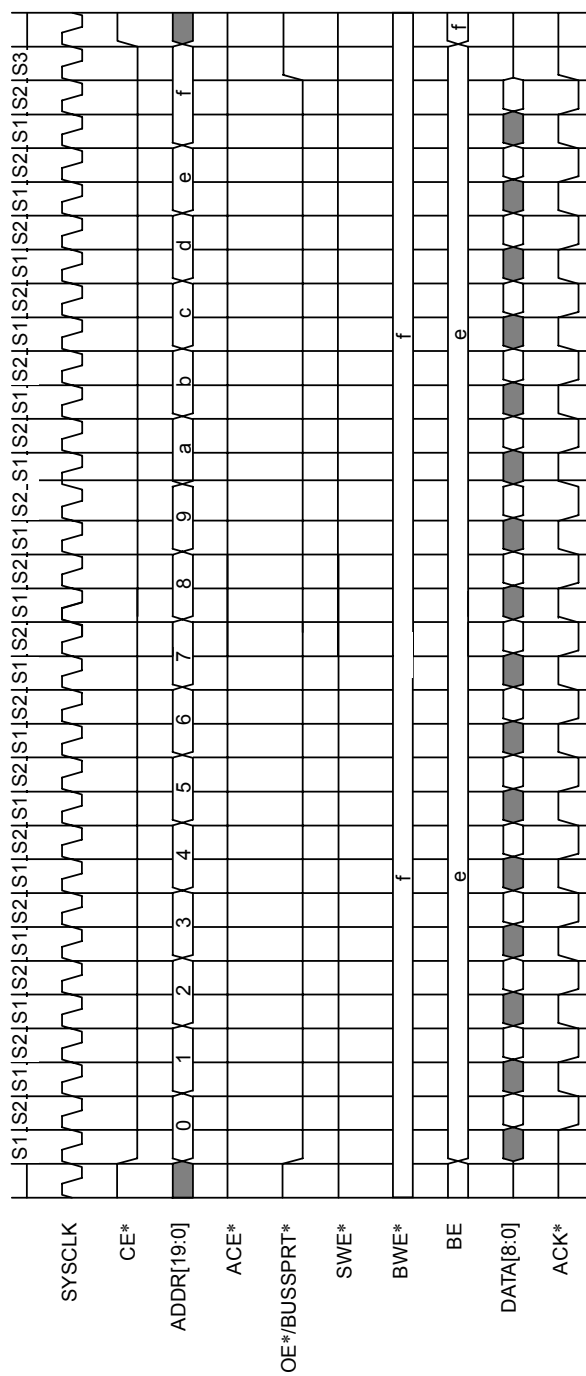 S1 S2 S1 S2 S1 S2 S1 S2 S1 S2 S1 S2 S1 S2 S1 S2 S1 S2 S1 S2 S1 S2 S1 S2 S1 S2 S1 S2 S1 S2 S1 S2 S3
SYSCLK
CE*
ADDR[19:0] 0 1 2 3 4 5 6 7 8 9 a b c d e f
ACE*
OE*/BUSSPRT*
SWE*
BWE* f f
BE e e f
DATA[8:0]
ACK*